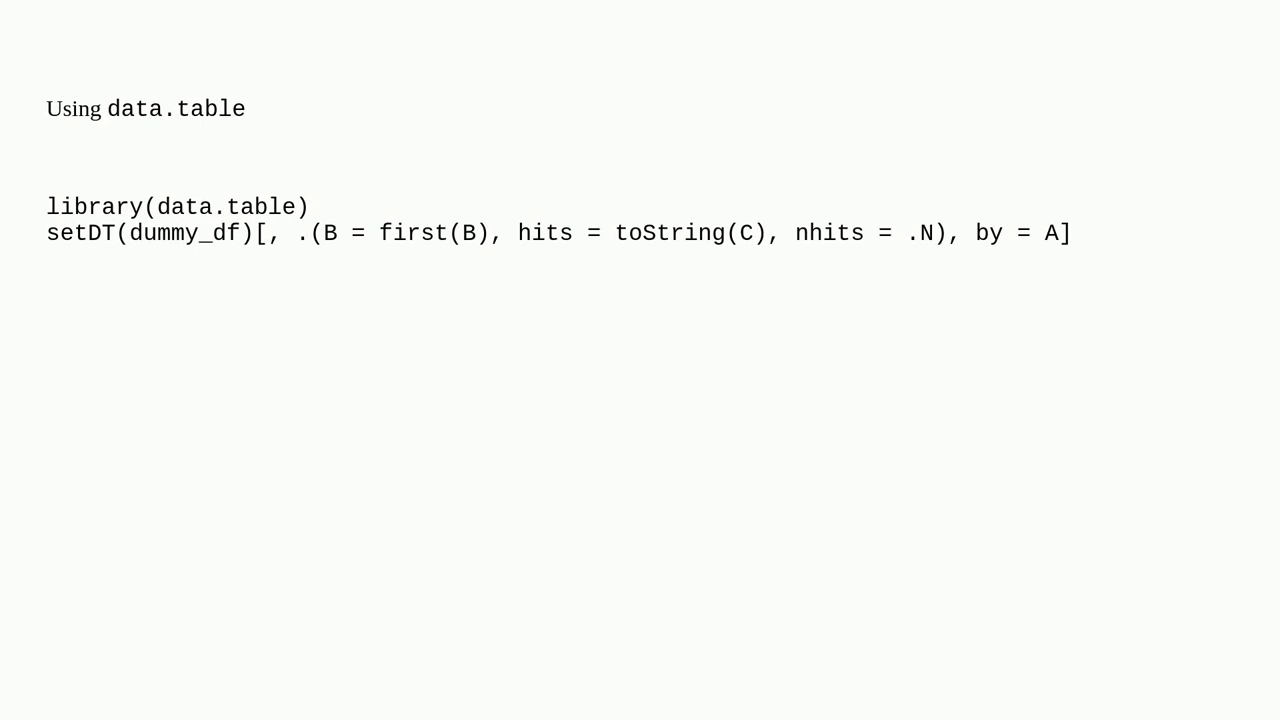 Using data.table
library(data.table)
setDT(dummy_df)[, .(B = first(B), hits = toString(C), nhits = .N), by = A]